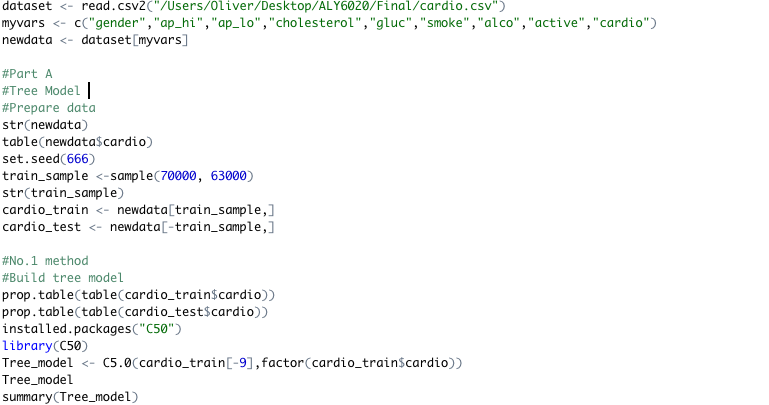 dataset <- read.csv2("/Users/Oliver/Desktop/ALY6020/Final/cardio.csv")
myvars <- c("gender","ap_hi","ap_lo","cholesterol","gluc","smoke","alco","active","cardio")
newdata <- dataset[myvars]
#Part A
#Tree Model
#Prepare data
str(newdata)
table(newdata$cardio)
set.seed(666)
train_sample <-sample(70000, 63000)
str(train_sample)
cardio_train <- newdata[train_sample,]
cardio_test <- newdata[-train_sample,]
#No.1 method
#Build tree model
prop.table(table(cardio_train$cardio))
prop.table(table(cardio_test$cardio))
installed.packages("C50")
library(C50)
Tree_model <- C5.0(cardio_train[-9],factor(cardio_train$cardio))
Tree_model
summary(Tree_model)